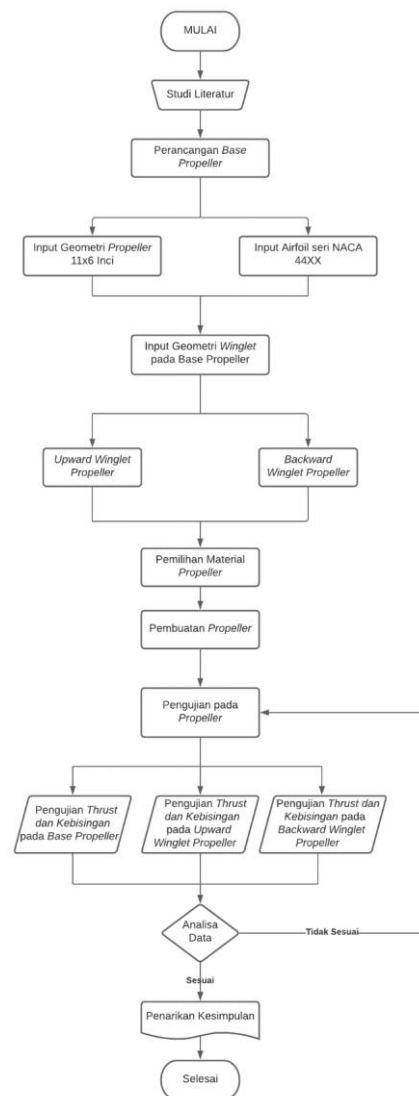 MULAI
Studi Literatur
Perancangan Base
Propeller
Input Geometri Propeller
11x6 Inci
Input Airfoil seri NACA
44XX
Input Geometri Winglet
pada Base Propeller
Upward Winglet
Propeller
Backward
Winglet Propeller
Pemilihan Material
Propeller
Pembuatan Propeller
Pengujian pada
Propeller
Pengujian Thrust
dan Kebisingan
pada Base Propeller
Pengujian Thrust
dan Kebisingan
pada Upward
Winglet Propeller
Pengujian Thrust dan
Kebisingan pada
Backward Winglet
Propeller
Analisa
Data
Tidak Sesuai
Sesuai
Penarikan Kesimpulan
Selesai